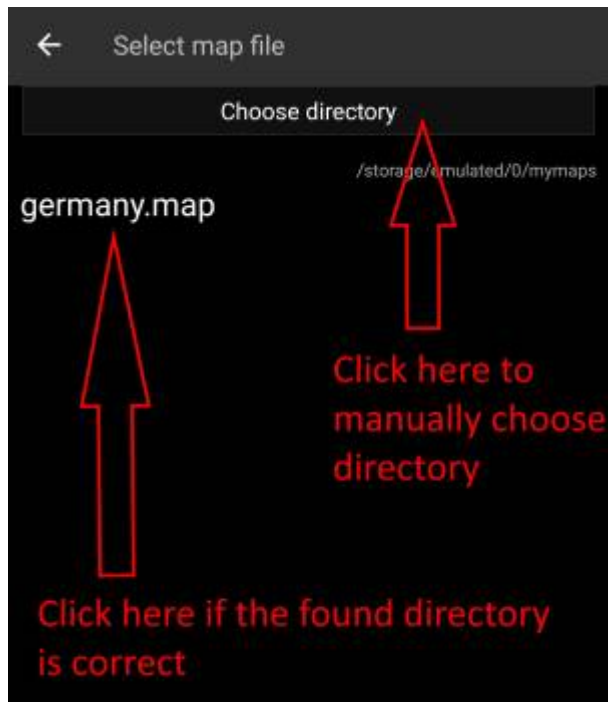 Select map file
Choose directory
/storage/emulated/0/mymaps
germany.map
Click here to
manually choose
directory
Click here if the found directory
is correct